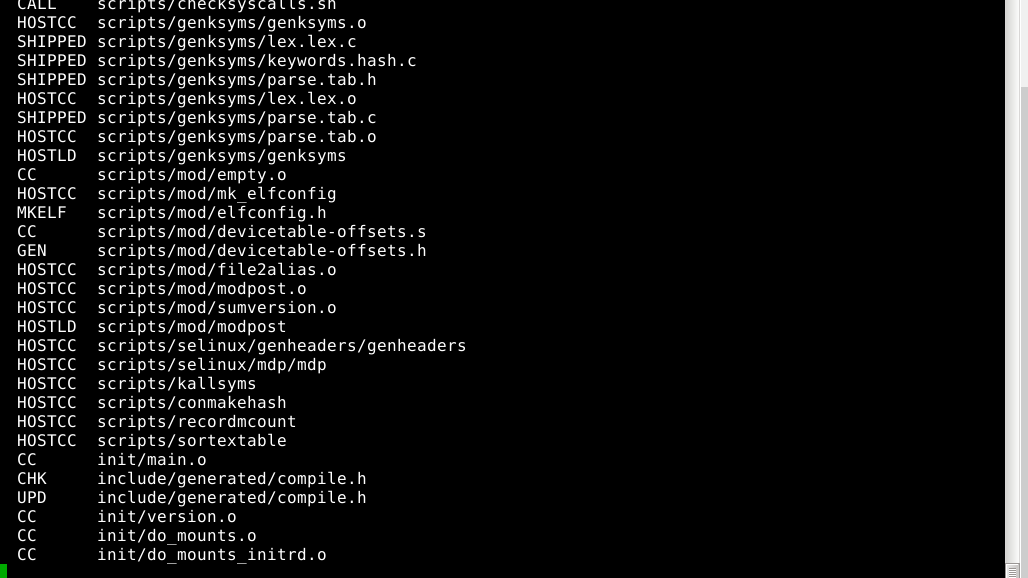 CALL    scripts/checksyscalls.sh
HOSTCC  scripts/genksyms/genksyms.o
SHIPPED scripts/genksyms/lex.lex.c
SHIPPED scripts/genksyms/keywords.hash.c
SHIPPED scripts/genksyms/parse.tab.h
HOSTCC  scripts/genksyms/lex.lex.o
SHIPPED scripts/genksyms/parse.tab.c
HOSTCC  scripts/genksyms/parse.tab.o
HOSTLD  scripts/genksyms/genksyms
CC      scripts/mod/empty.o
HOSTCC  scripts/mod/mk_elfconfig
MKELF   scripts/mod/elfconfig.h
CC      scripts/mod/devicetable-offsets.s
GEN     scripts/mod/devicetable-offsets.h
HOSTCC  scripts/mod/file2alias.o
HOSTCC  scripts/mod/modpost.o
HOSTCC  scripts/mod/sumversion.o
HOSTLD  scripts/mod/modpost
HOSTCC  scripts/selinux/genheaders/genheaders
HOSTCC  scripts/selinux/mdp/mdp
HOSTCC  scripts/kallsyms
HOSTCC  scripts/conmakehash
HOSTCC  scripts/recordmcount
HOSTCC  scripts/sortextable
CC      init/main.o
CHK     include/generated/compile.h
UPD     include/generated/compile.h
CC      init/version.o
CC      init/do_mounts.o
CC      init/do_mounts_initrd.o